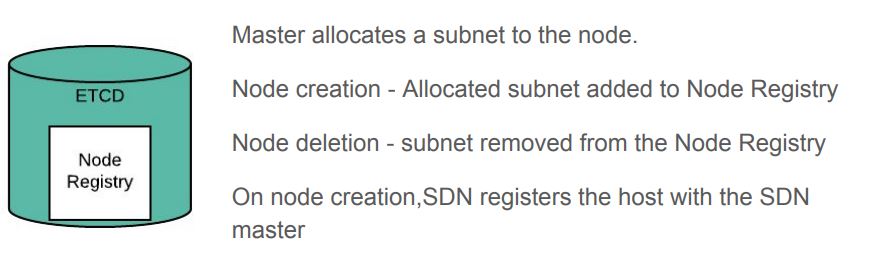 ETCD
Node
Registry
Master allocates a subnet to the node.
Node creation - Allocated subnet added to Node Registry
Node deletion - subnet removed from the Node Registry
On node creation,SDN registers the host with the SDN
master